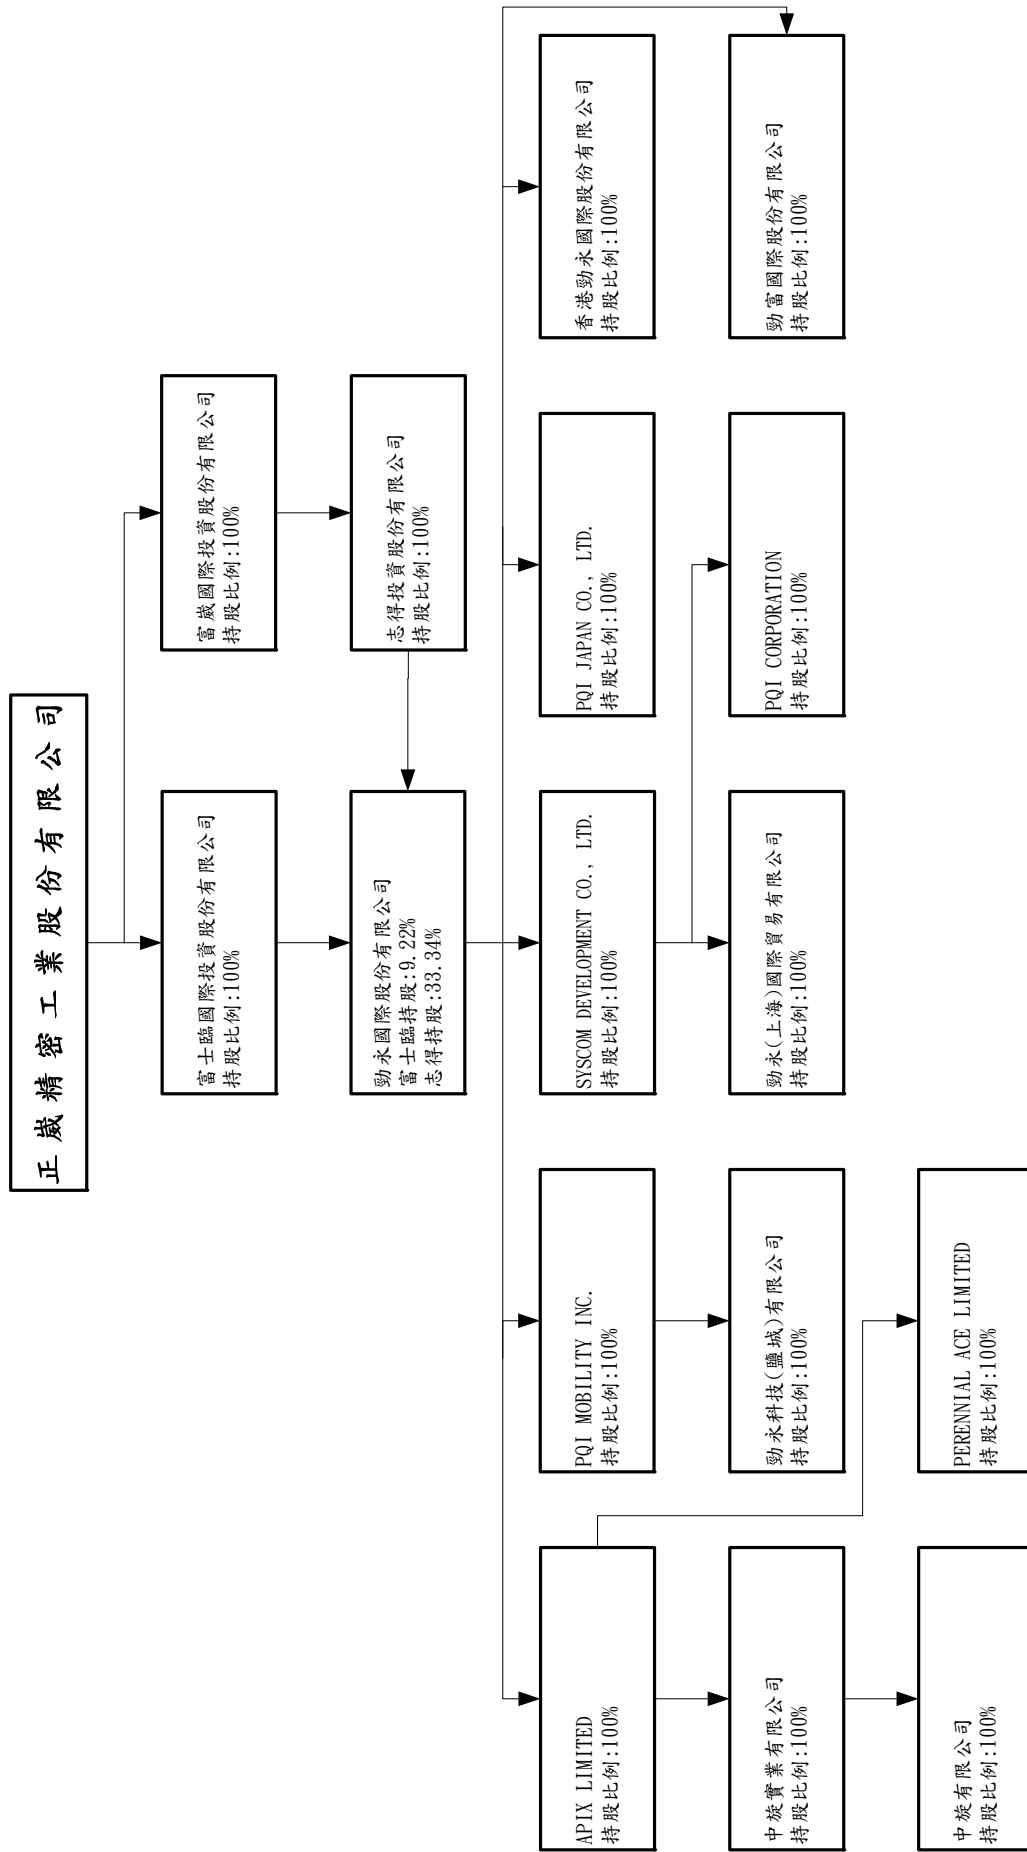 正崴精密工業股份有限公司
富士臨國際投資股份有限公司
持股比例:100%
富崴國際投資股份有限公司
持股比例:100%
勁永國際股份有限公司
富士臨持股:9.22%
志得持股:33.34%
志得投資股份有限公司
持股比例:100%
APIX LIMITED
持股比例:100%
PQI MOBILITY INC.
持股比例:100%
SYSCOM DEVELOPMENT CO., LTD.
持股比例:100%
PQI JAPAN CO., LTD.
持股比例:100%
香港勁永國際股份有限公司
持股比例:100%
中旋實業有限公司
持股比例:100%
勁永科技(鹽城)有限公司
持股比例:100%
勁永(上海)國際貿易有限公司
持股比例:100%
PQI CORPORATION
持股比例:100%
勁富國際股份有限公司
持股比例:100%
中旋有限公司
持股比例:100%
PERENNIAL ACE LIMITED
持股比例:100%